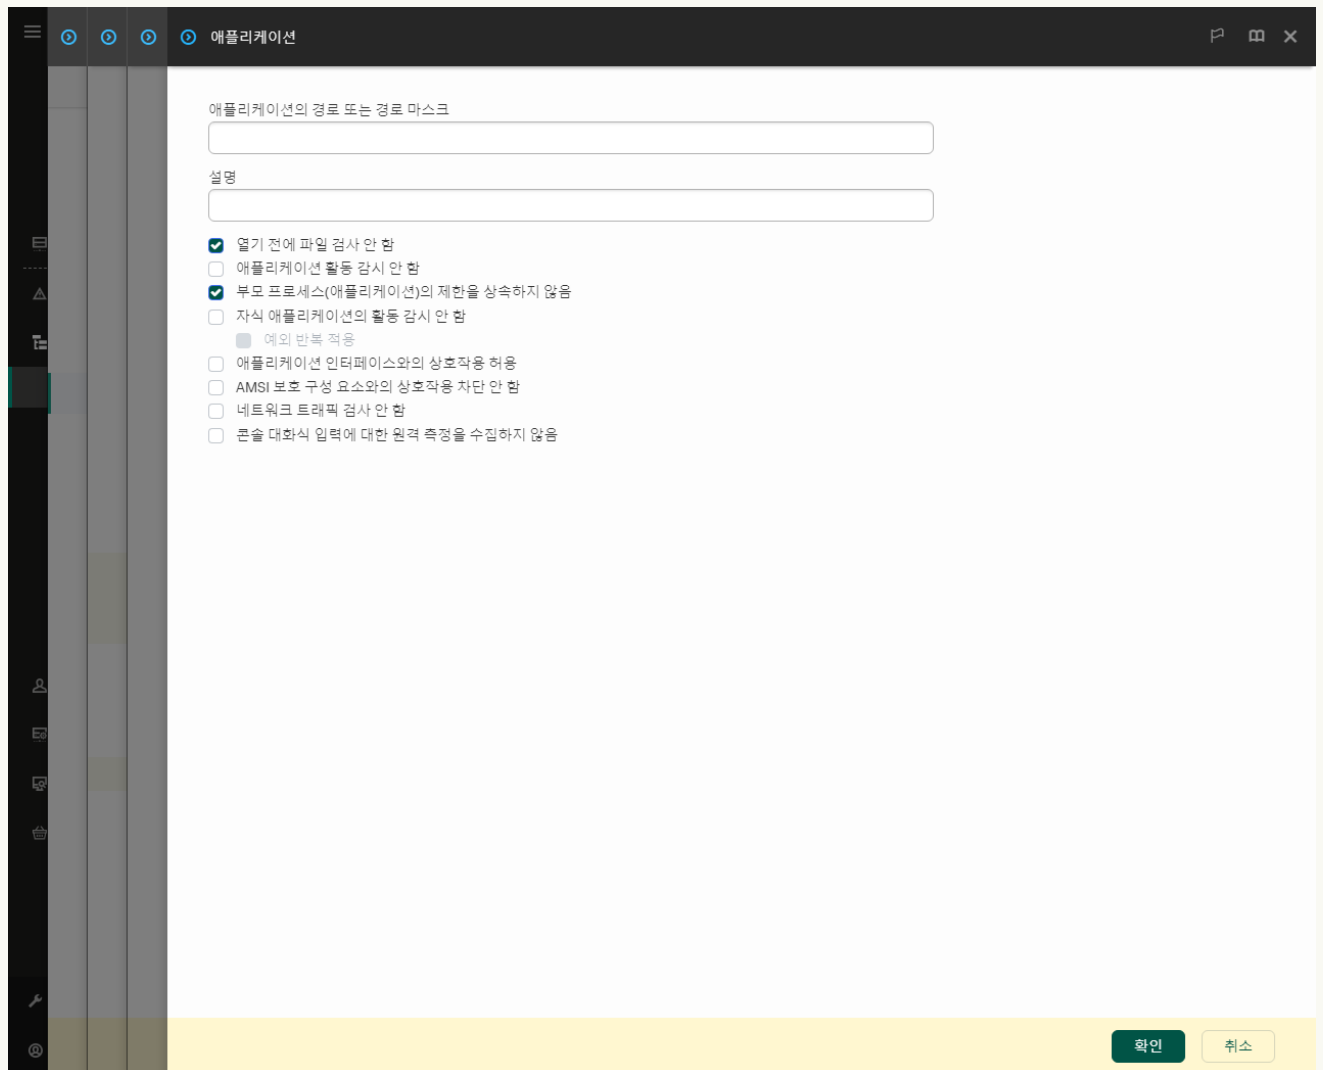 애플리케이션
애플리케이션의 경로 또는 경로 마스크
설명
열기 전에 파일 검사 안 함
애플리케이션 활동 감시 안 함
부모 프로세스(애플리케이션)의 제한을 상속하지 않음
자식 애플리케이션의 활동 감시 안 함
예외 반복 적용
애플리케이션 인터페이스와의 상호작용 허용
AMSI 보호 구성 요소와의 상호작용 차단 안 함
네트워크 트래픽 검사 안 함
콘솔 대화식 입력에 대한 원격 측정을 수집하지 않음
확인
취소